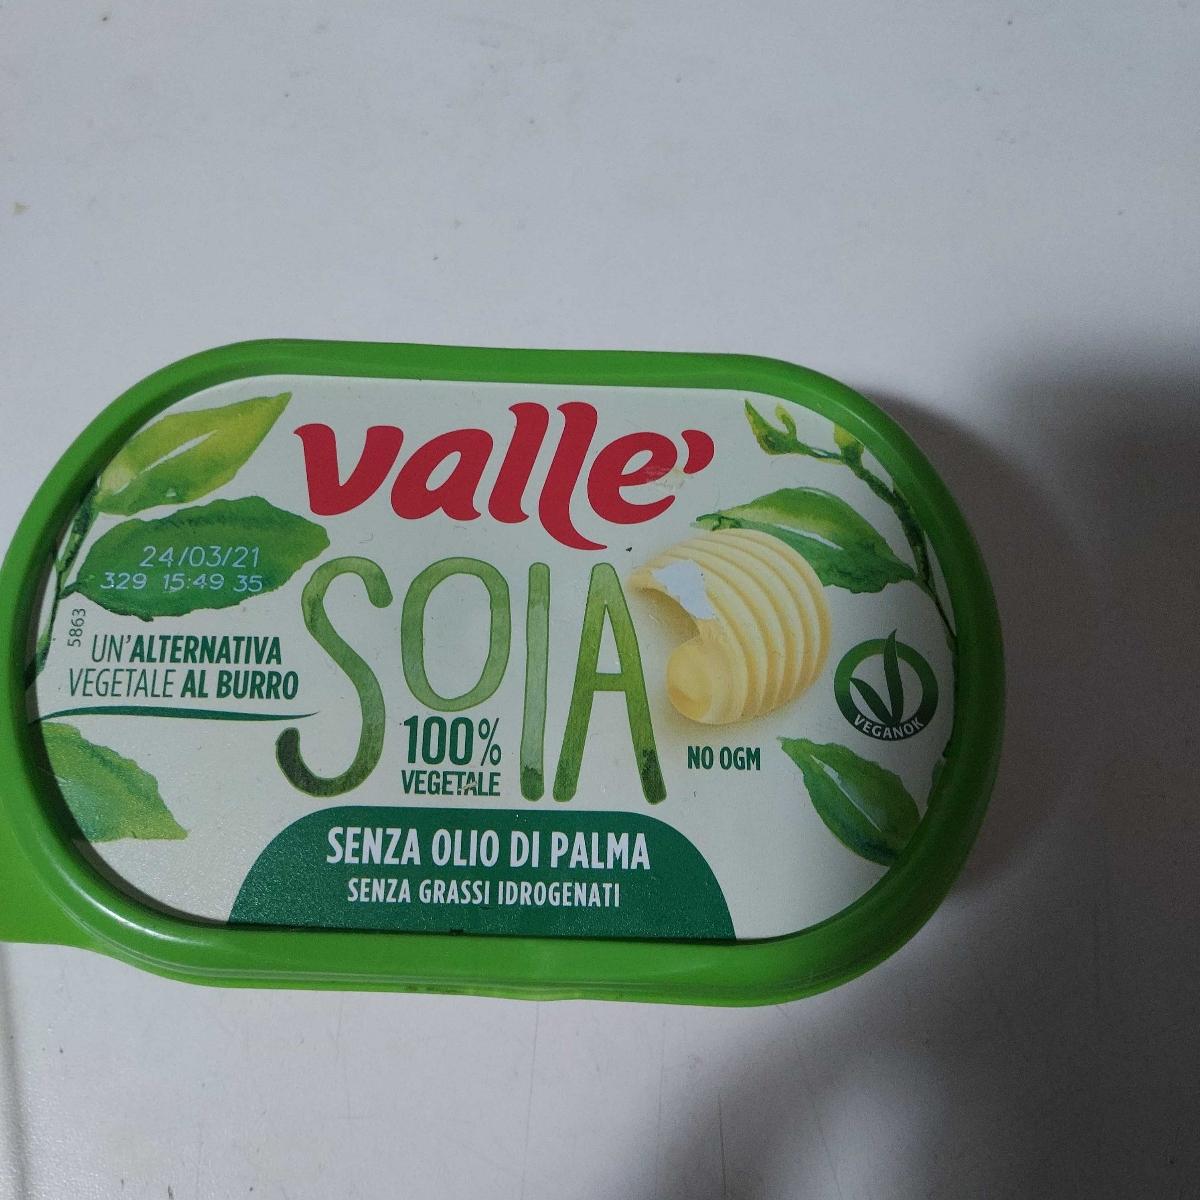 valle'
SOIA
24/03/21
329 15:49 35
5863
UN'ALTERNATIVA
VEGETALE AL BURRO
100%
VEGETALE
NO OGM
VEGANOK
SENZA OLIO DI PALMA
SENZA GRASSI IDROGENATI